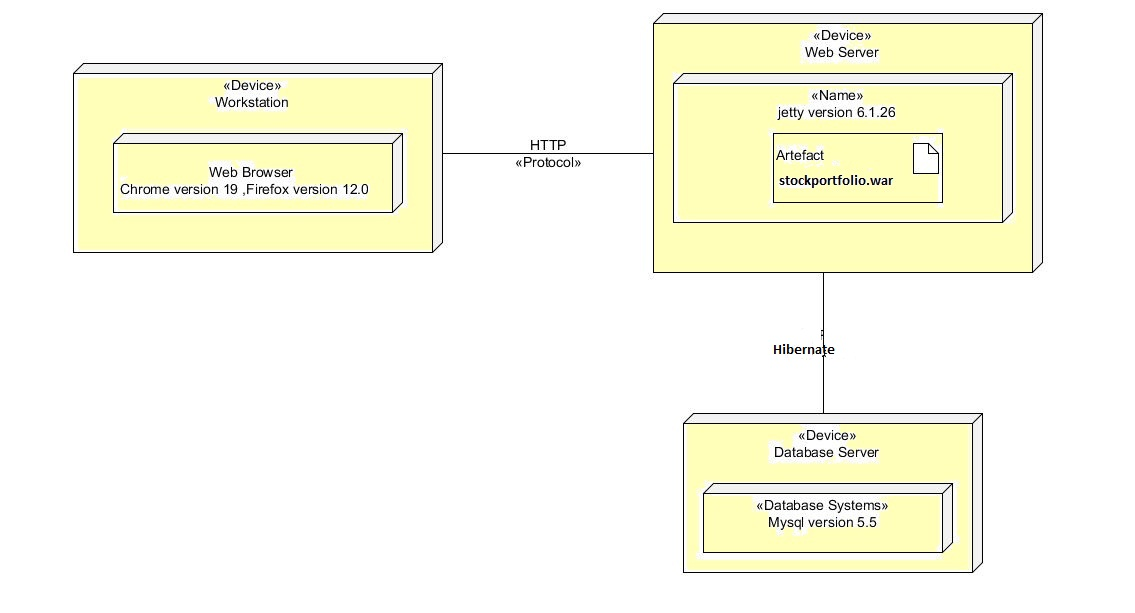 «Device»
Workstation
Web Browser
Chrome version 19 ,Firefox version 12.0
HTTP
«Protocol»
«Device»
Web Server
«Name»
jetty version 6.1.26
Artefact
stockportfolio.war
Hibernate
«Device»
Database Server
«Database Systems»
Mysql version 5.5